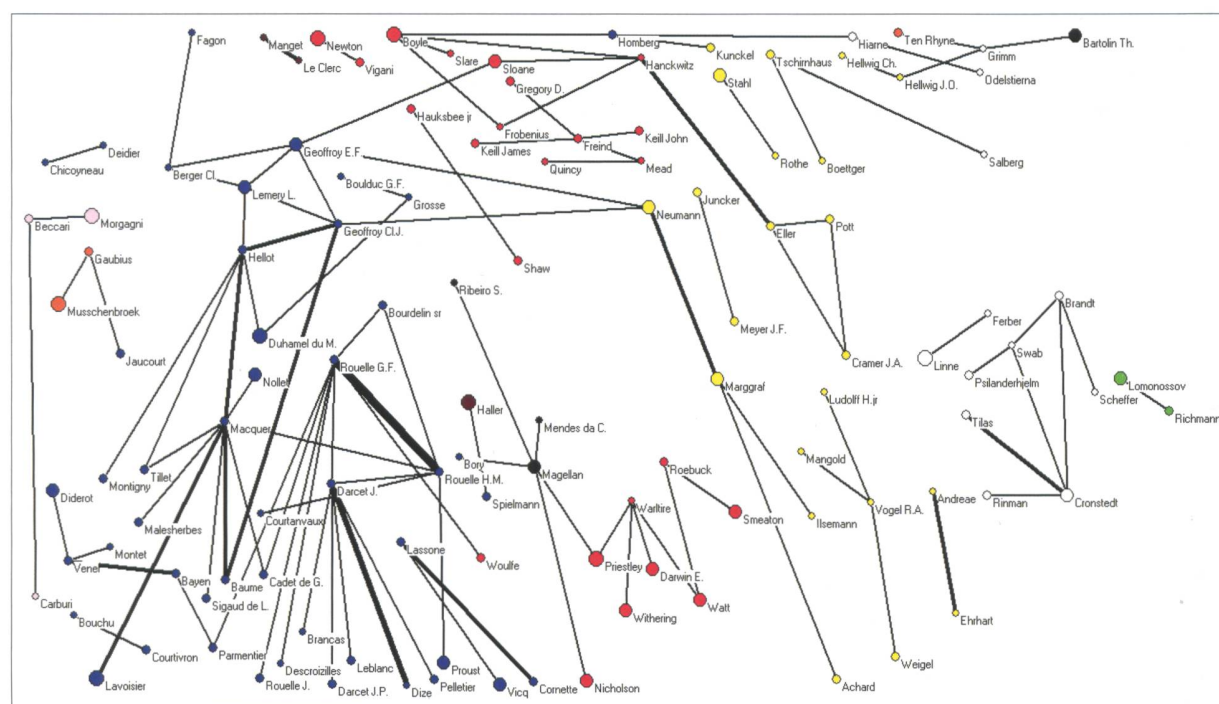 Fagon
Manget
Newton
Boyle
Homberg
Hiarne
Ten Rhyne
Bartolin Th.
Le Clerc
Vigani
Slare
Sloane
Hanckwitz
Kunckel
Tschirnhaus
Hellwig Ch.
Grimm
Odelstierna
Stahl
Hellwig J.O.
Gregory D.
Hauksbee jr
Frobenius
Keill John
Freind
Keill James
Quincy
Mead
Rothe
Boettger
Salberg
Geoffroy E.F.
Deidier
Chicoyneau
Berger Cl.
Boulduc G.F.
Lemery L.
Grosse
Juncker
Neumann
Beccari
Morgagni
Geoffroy Cl.J.
Eller
Pott
Hellot
Gaubius
Shaw
Ribeiro S.
Musschenbroek
Bourdelin sr
Brandt
Ferber
Meyer J.F.
Duhamel du M.
Jaucourt
Swab
Cramer J.A.
Linne
Rouelle G.F.
Nollet
Psilanderhjelm
Marggraf
Lomonossov
Scheffer
Ludolff H.jr
Haller
Richmann
Tilas
Macquer
Mendes da C.
Mangold
Bory
Magellan
Roebuck
Tillet
Montigny
Rouelle H.M.
Darcet J.
Diderot
Spielmann
Andreae
Rinman
Cronstedt
Warltire
Vogel R.A.
Smeaton
Ilsemann
Courtanvaux
Malesherbes
Lassone
Montet
Venel
Woulfe
Priestley
Darwin E.
Bayen
Baume
Cadet de G.
Carburi
Sigaud de L.
Watt
Withering
Bouchu
Ehrhart
Brancas
Courtivron
Parmentier
Descroizilles
Leblanc
Proust
Weigel
Lavoisier
Rouelle J.
Darcet J.P.
Dize
Pelletier
Vicq
Cornette
Nicholson
Achard